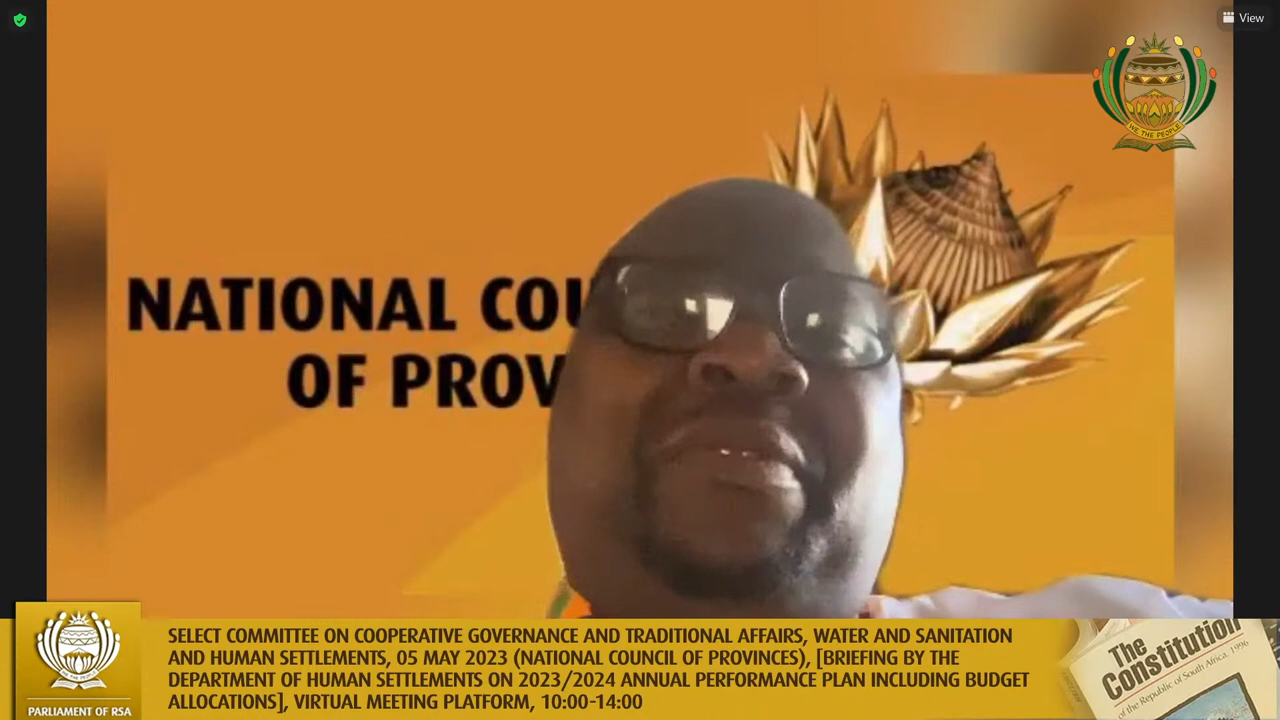 View
WE THE PEOPLE
NATIONAL COU
OF PROV
SELECT COMMITTEE ON COOPERATIVE GOVERNANCE AND TRADITIONAL AFFAIRS, WATER AND SANITATION
AND HUMAN SETTLEMENTS, 05 MAY 2023 (NATIONAL COUNCIL OF PROVINCES), [BRIEFING BY THE
DEPARTMENT OF HUMAN SETTLEMENTS ON 2023/2024 ANNUAL PERFORMANCE PLAN INCLUDING BUDGET
ALLOCATIONS], VIRTUAL MEETING PLATFORM, 10:00-14:00
PARLIAMENT OF RSA
The
Constitution
of the Republic of South Africa, 1996